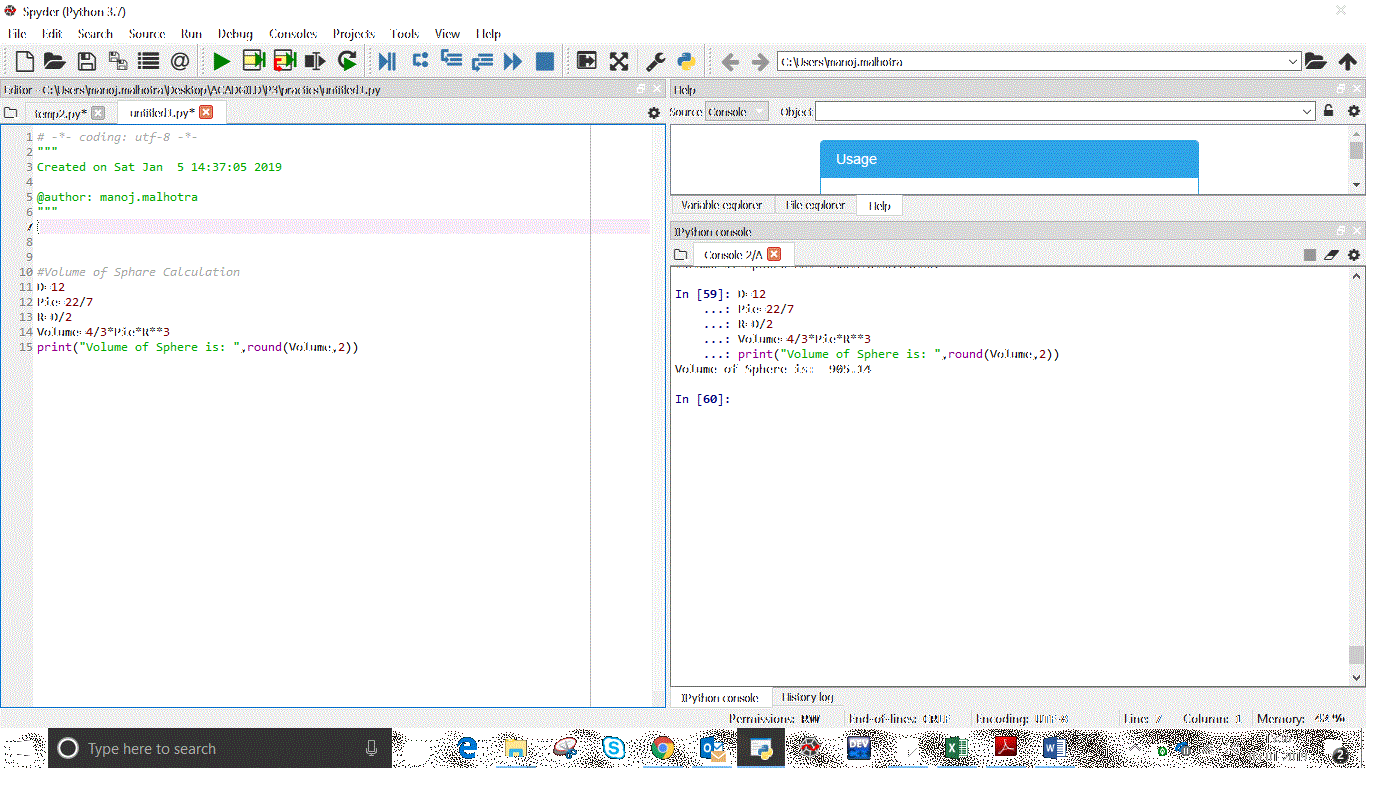 Spyder (Python 3.7)
File Edit Search Source Run Debug Consoles Projects Tools View Help
C:\Users\manoj.malhotra
Editor - C:\Users\manoj.malhotra\Desktop\ACADGILD\P3\practics\untitled1.py
Help
temp2.py* untitled1.py*
Source Console Object
1 # -*- coding: utf-8 -*-
2 """
3 Created on Sat Jan  5 14:37:05 2019
4
5 @author: manoj.malhotra
6 """
7
8
9
10 #Volume of Sphare Calculation
11 D=12
12 Pie=22/7
13 R=D/2
14 Volume=4/3*Pie*R**3
15 print("Volume of Sphere is: ",round(Volume,2))
Usage
Variable explorer File explorer Help
IPython console
Console 2/A
In [59]: D=12
...: Pie=22/7
...: R=D/2
...: Volume=4/3*Pie*R**3
...: print("Volume of Sphere is: ",round(Volume,2))
Volume of Sphere is:  905.14
In [60]:
IPython console History log
Permissions: RW End-of-lines: CRLF Encoding: UTF-8 Line: 7 Column: 1 Memory: %
Type here to search
DEV
2